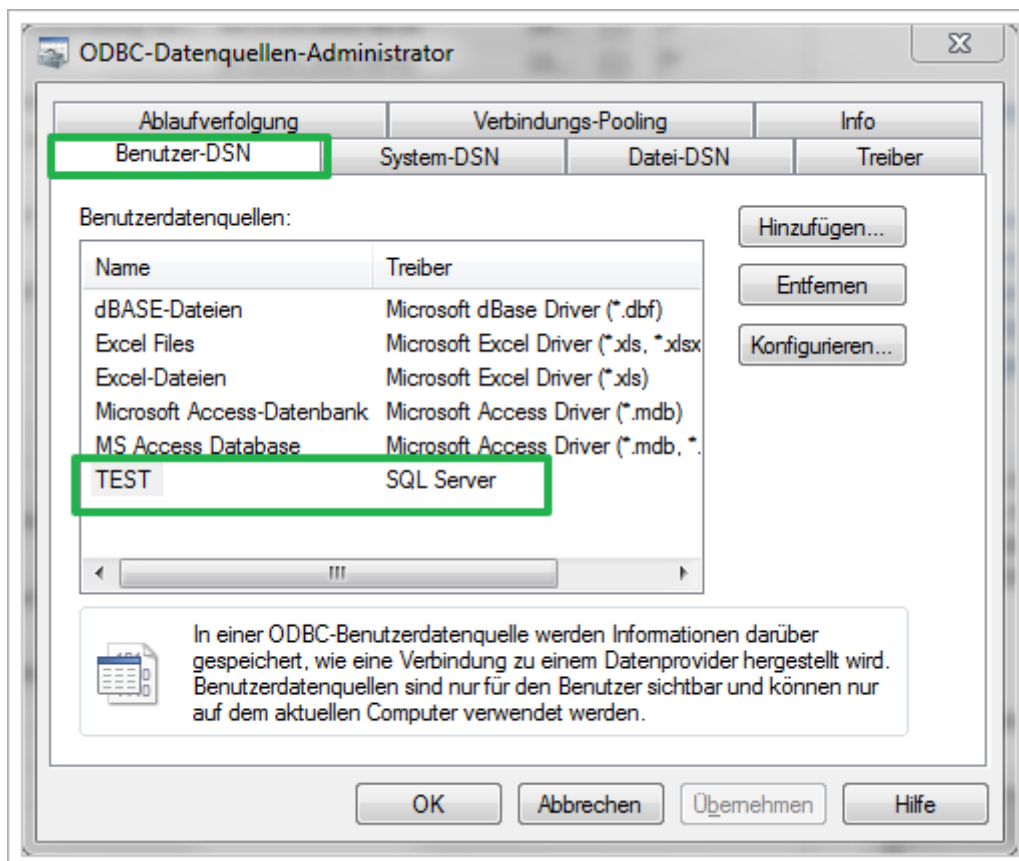 ODBC-Datenquellen-Administrator
Ablaufverfolgung Verbindungs-Pooling Info
Benutzer-DSN System-DSN Datei-DSN Treiber
Benutzerdatenquellen:
Name Treiber
dBASE-Dateien Microsoft dBase Driver (*.dbf)
Excel Files Microsoft Excel Driver (*.xls, *.xlsx
Excel-Dateien Microsoft Excel Driver (*.xls)
Microsoft Access-Datenbank Microsoft Access Driver (*.mdb)
MS Access Database Microsoft Access Driver (*.mdb, *.
TEST SQL Server
Hinzufügen...
Entfernen
Konfigurieren...
In einer ODBC-Benutzerdatenquelle werden Informationen darüber
gespeichert, wie eine Verbindung zu einem Datenprovider hergestellt wird.
Benutzerdatenquellen sind nur für den Benutzer sichtbar und können nur
auf dem aktuellen Computer verwendet werden.
OK Abbrechen Übernehmen Hilfe